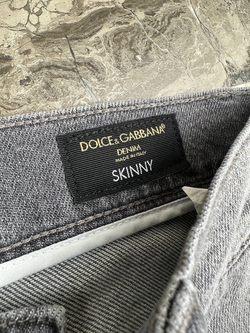 DOLCE & GABBANA
DENIM
MADE IN ITALY
SKINNY